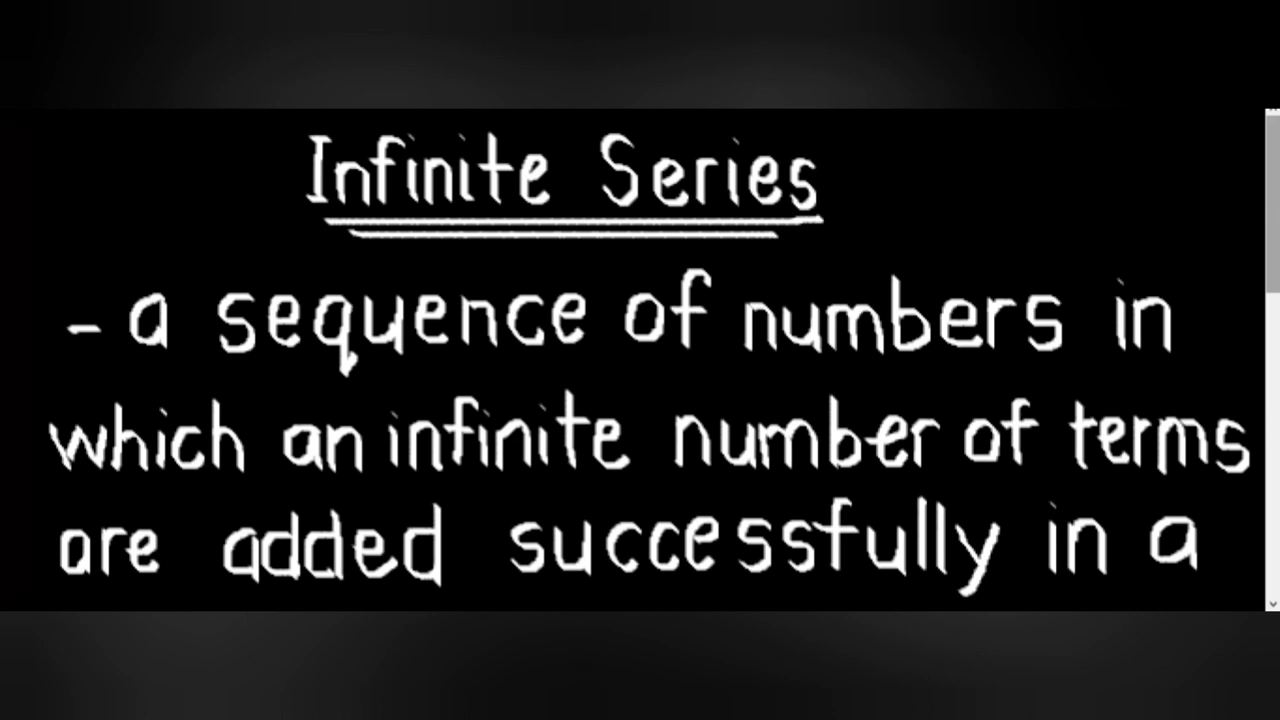 Infinite Series
- a sequence of numbers in
which an infinite number of terms
are added successfully in a